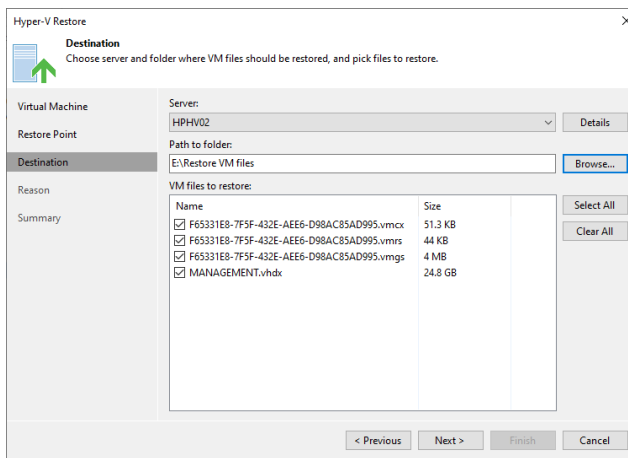 Hyper-V Restore
Destination
Choose server and folder where VM files should be restored, and pick files to restore.
Virtual Machine
Restore Point
Destination
Reason
Summary
Server:
HPHV02
Details
Path to folder:
E:\Restore VM files
Browse...
VM files to restore:
Name Size
F65331E8-7F5F-432E-AEE6-D98AC85AD995.vmcx 51.3 KB
F65331E8-7F5F-432E-AEE6-D98AC85AD995.vmrs 44 KB
F65331E8-7F5F-432E-AEE6-D98AC85AD995.vmgs 4 MB
MANAGEMENT.vhdx 24.8 GB
Select All
Clear All
< Previous Next > Finish Cancel